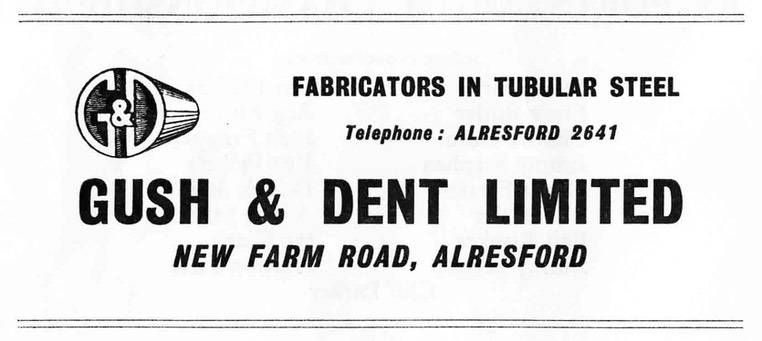 G&D
FABRICATORS IN TUBULAR STEEL
Telephone: ALRESFORD 2641
GUSH & DENT LIMITED
NEW FARM ROAD, ALRESFORD